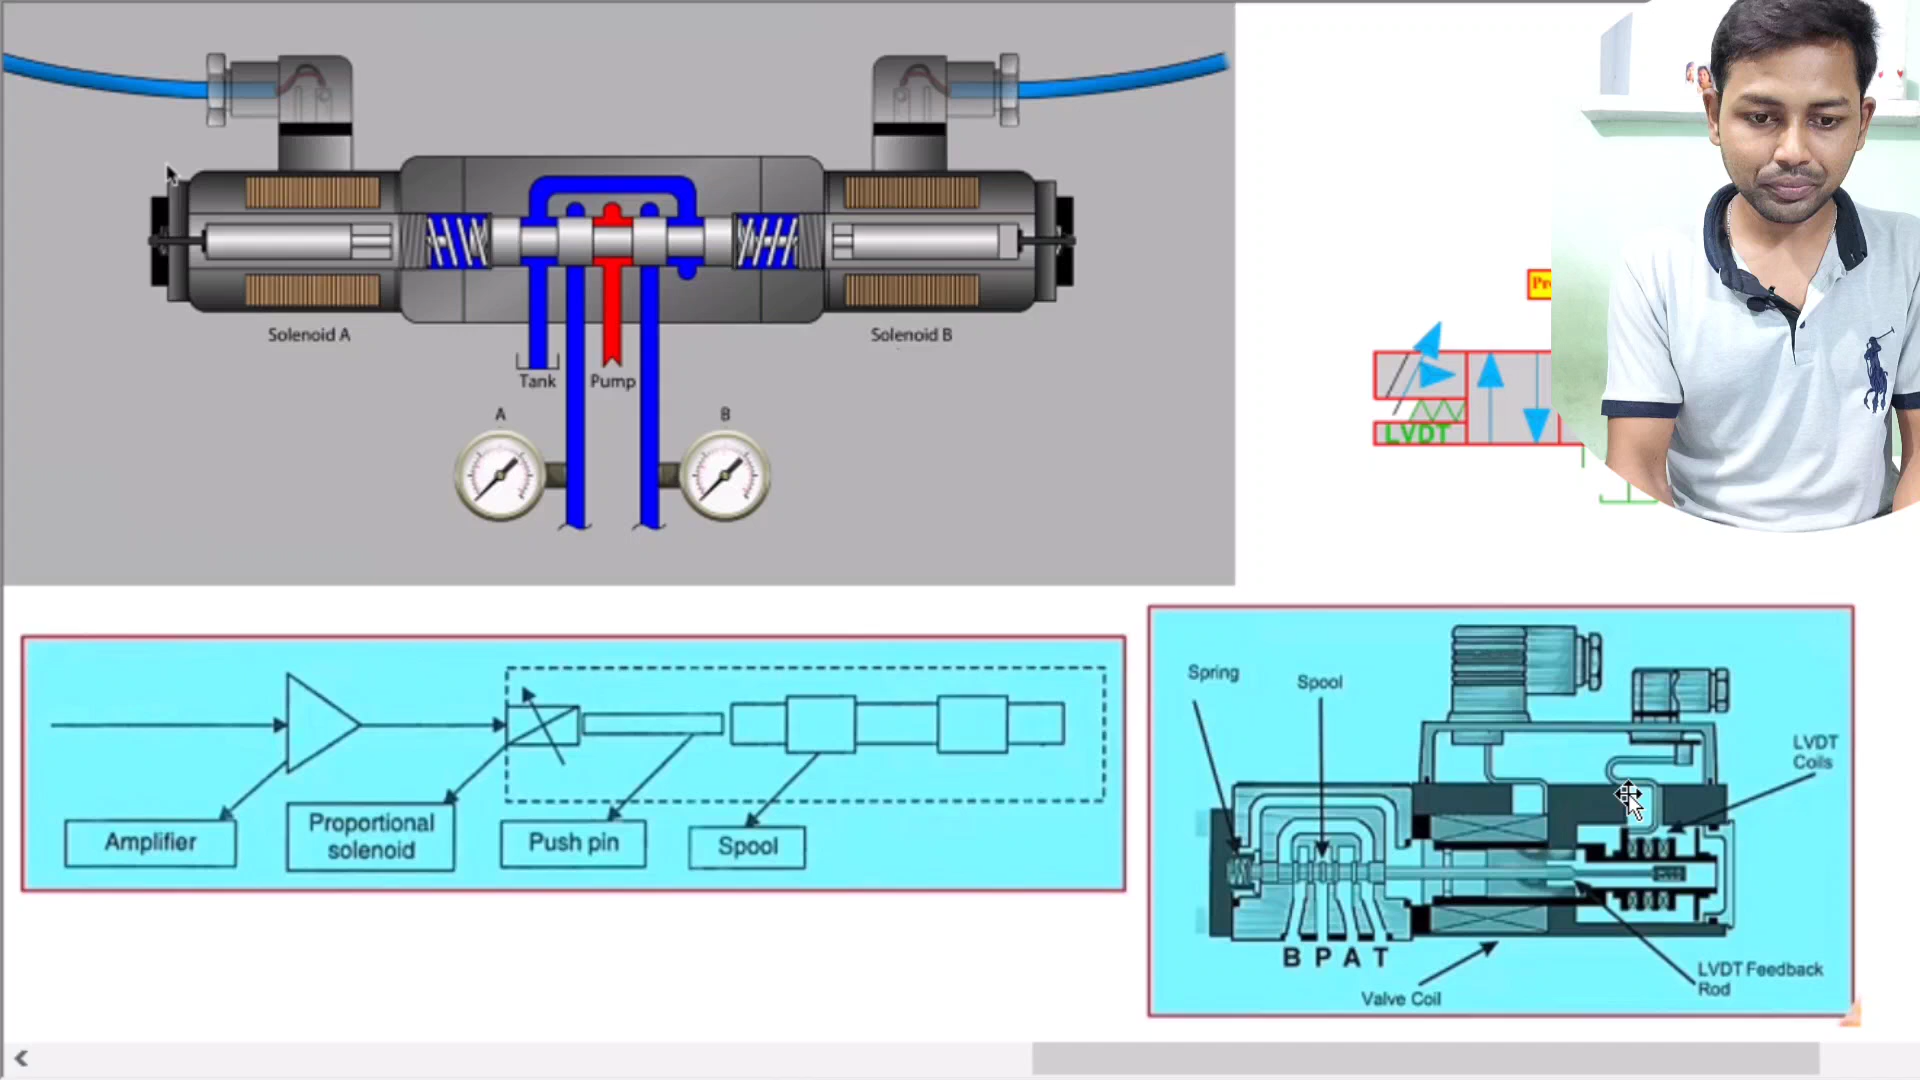 Solenoid A
Solenoid B
Tank
Pump
A
B
LVDT
Amplifier
Proportional
solenoid
Push pin
Spool
Spring
Spool
LVDT
Coils
B P A T
LVDT Feedback
Rod
Valve Coil